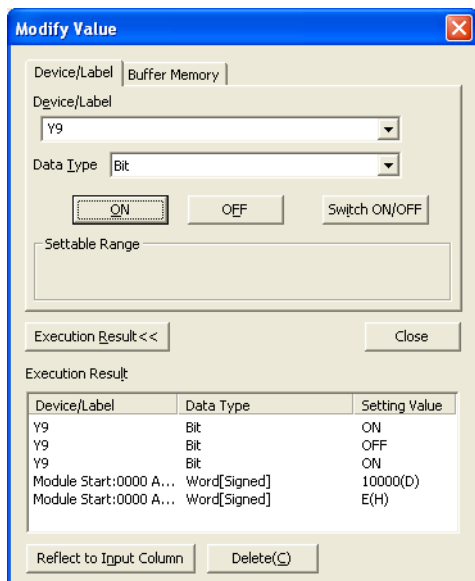 Modify Value
Device/Label Buffer Memory
Device/Label
Y9
Data Type Bit
ON OFF Switch ON/OFF
Settable Range
Execution Result<< Close
Execution Result
Device/Label Data Type Setting Value
Y9 Bit ON
Y9 Bit OFF
Y9 Bit ON
Module Start:0000 A... Word[Signed] 10000(D)
Module Start:0000 A... Word[Signed] E(H)
Reflect to Input Column Delete(C)